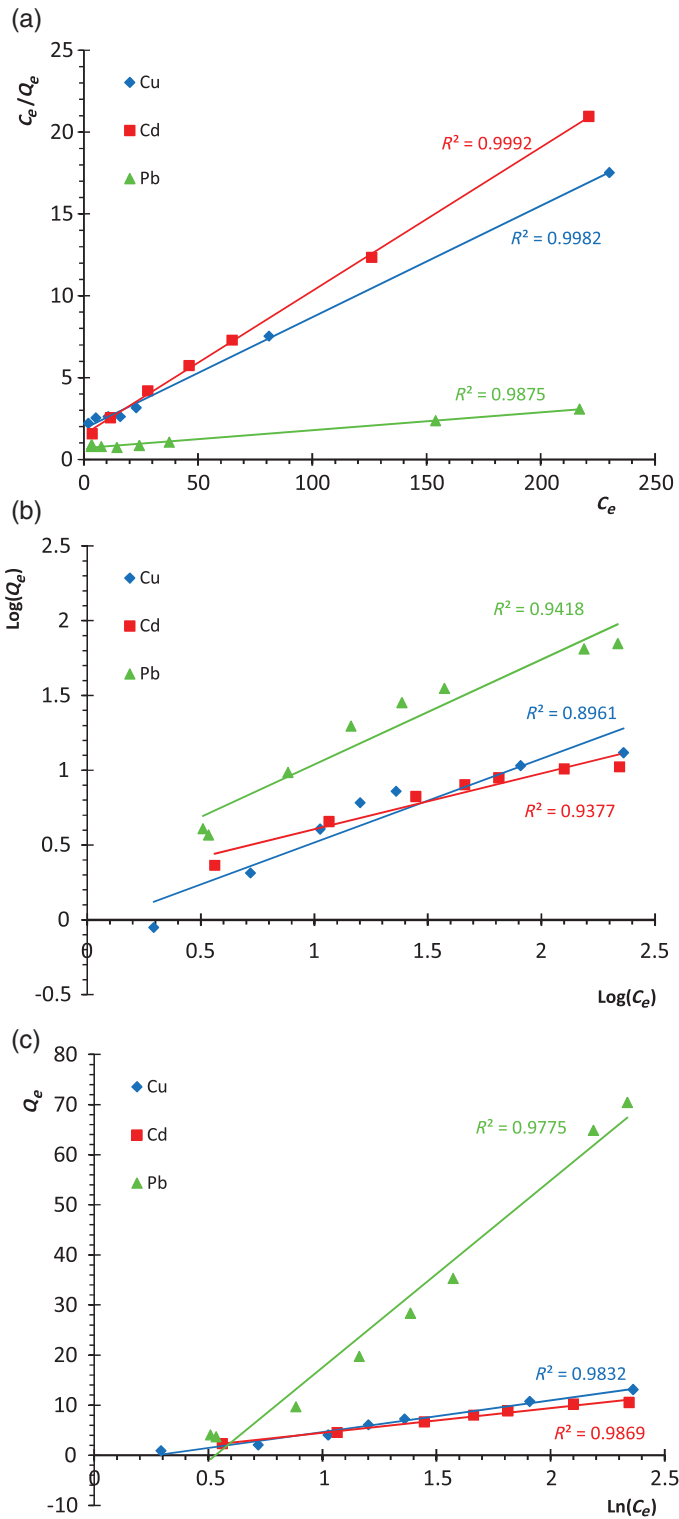 (a)
25
20
15
10
5
0
Cₑ/Qₑ
Cu
Cd
Pb
R² = 0.9992
R² = 0.9982
R² = 0.9875
0 50 100 150 200 250
Cₑ
(b)
2.5
2
1.5
1
0.5
0
-0.5
Log(Qₑ)
Cu
Cd
Pb
R² = 0.9418
R² = 0.8961
R² = 0.9377
0 0.5 1 1.5 2 2.5
Log(Cₑ)
(c)
80
70
60
50
40
30
20
10
0
-10
Qₑ
Cu
Cd
Pb
R² = 0.9775
R² = 0.9832
R² = 0.9869
0 0.5 1 1.5 2 2.5
Ln(Cₑ)